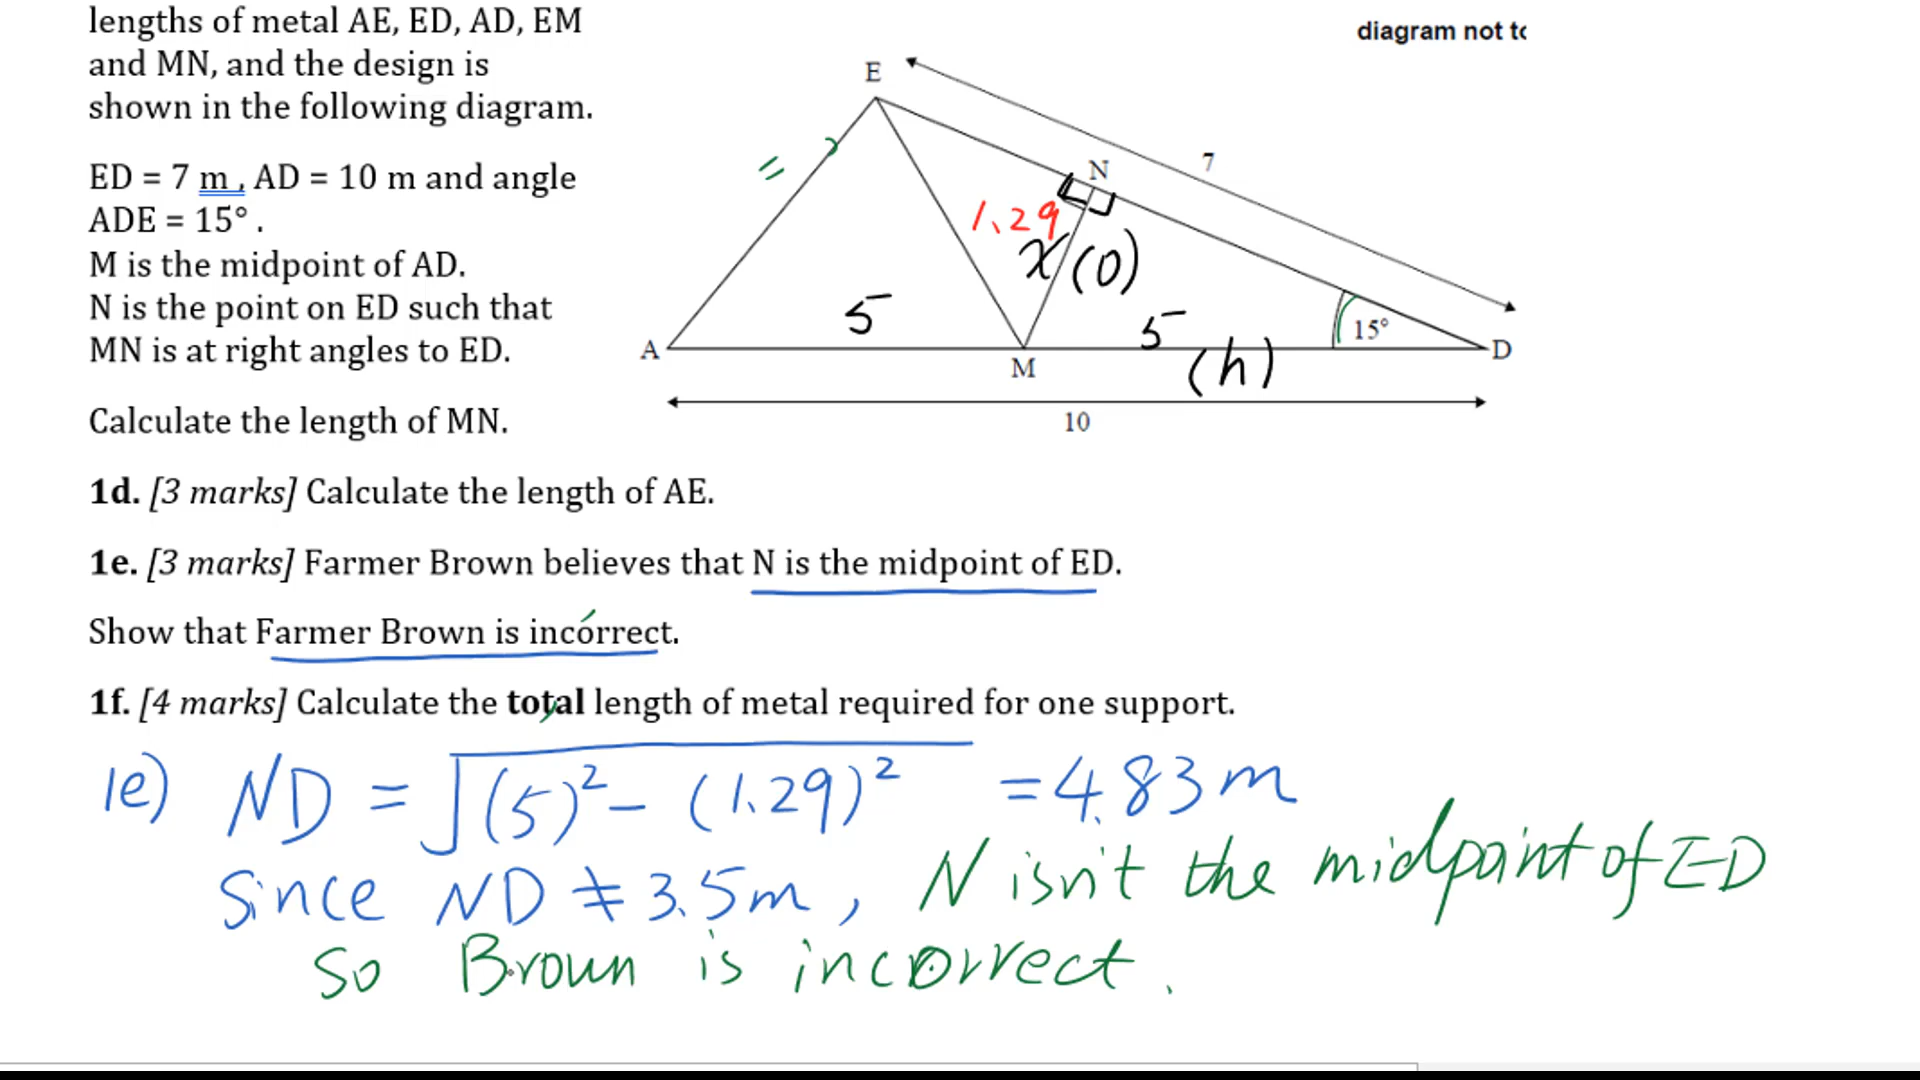 lengths of metal AE, ED, AD, EM
and MN, and the design is
shown in the following diagram.
ED = 7 m , AD = 10 m and angle
ADE = 15° .
M is the midpoint of AD.
N is the point on ED such that
MN is at right angles to ED.
Calculate the length of MN.
diagram not to
E
N
7
1.29
x (0)
5
5
(h)
15°
A
M
D
10
1d. [3 marks] Calculate the length of AE.
1e. [3 marks] Farmer Brown believes that N is the midpoint of ED.
Show that Farmer Brown is incorrect.
1f. [4 marks] Calculate the total length of metal required for one support.
1e) ND = √(5)² − (1.29)² = 4.83 m
Since ND ≠ 3.5m, N isn't the midpoint of ED
So Brown is incorrect.